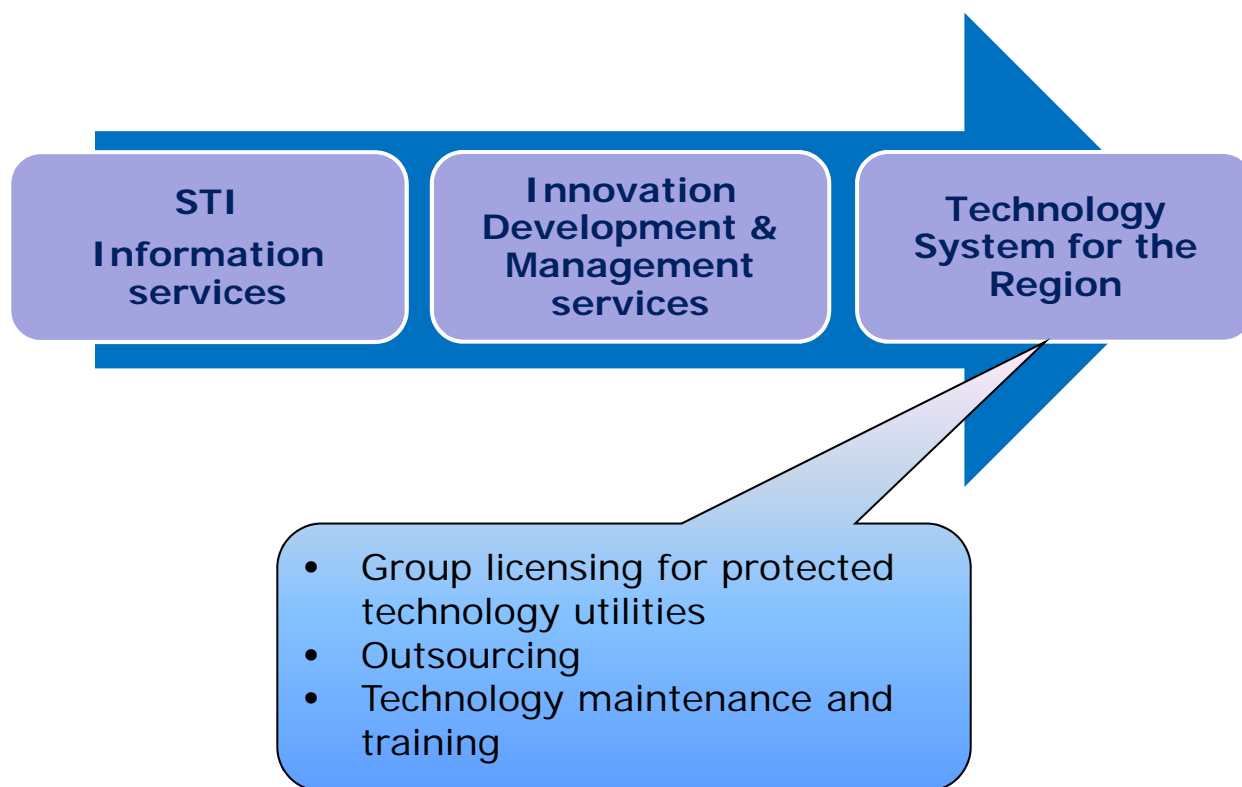 STI
Information
services
Innovation
Development &
Management
services
Technology
System for the
Region
• Group licensing for protected
technology utilities
• Outsourcing
• Technology maintenance and
training